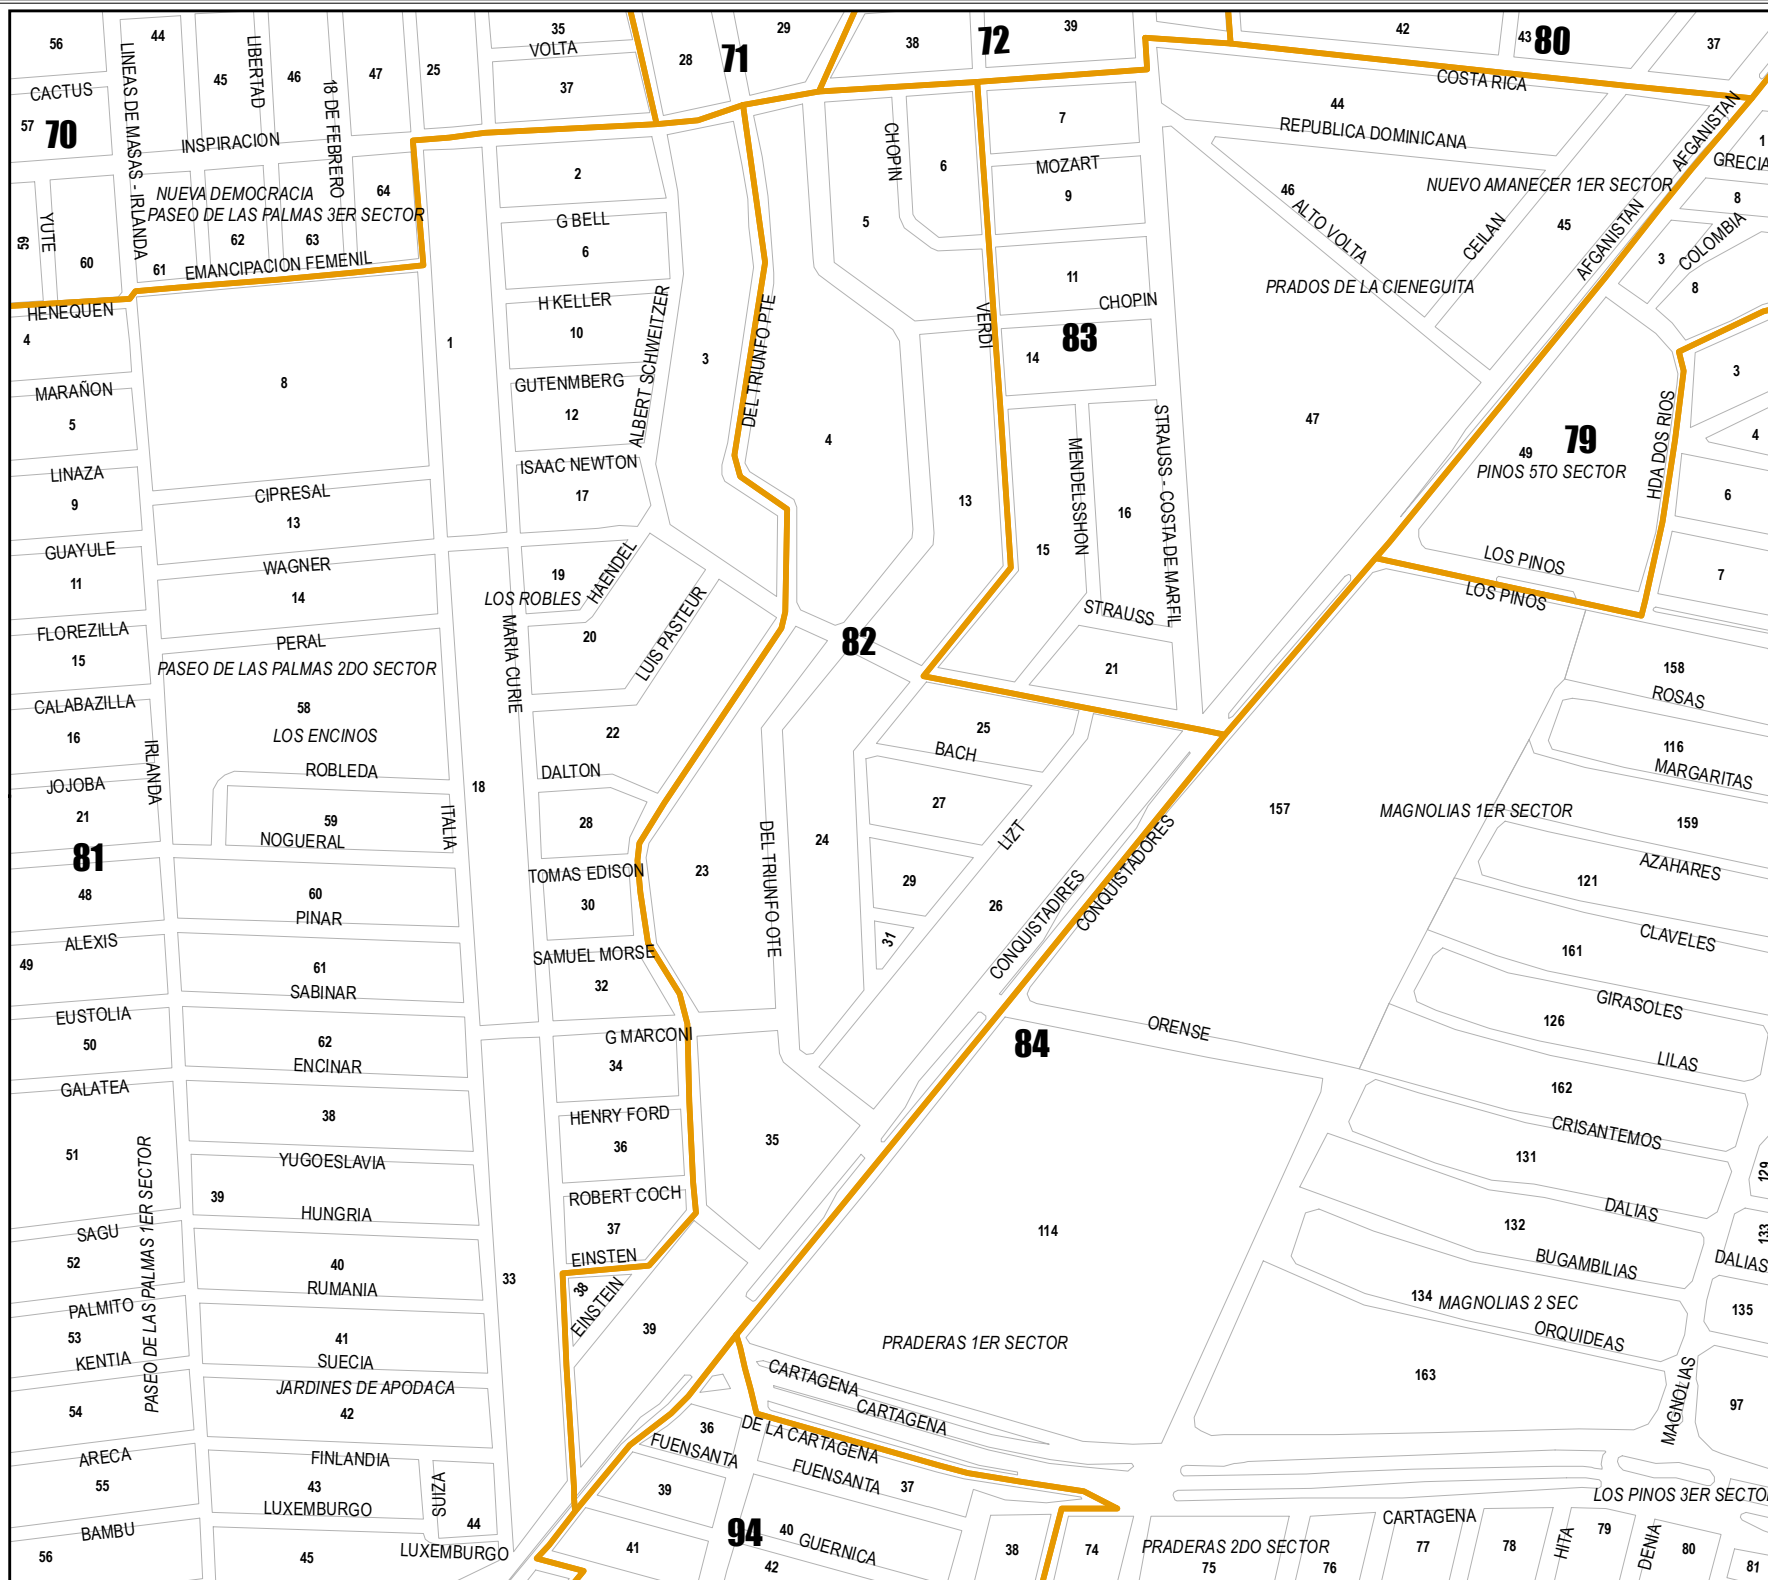 56
44
35
29
39
42
43
80
37
LINEAS DE MASAS - IRLANDA
LIBERTAD
VOLTA
28
71
38
72
45
46
47
25
37
CACTUS
18 DE FEBRERO
COSTA RICA
44
57
70
INSPIRACION
CHOPIN
7
REPUBLICA DOMINICANA
AFGANISTAN
1
GRECIA
2
6
MOZART
9
NUEVA DEMOCRACIA
64
PASEO DE LAS PALMAS 3ER SECTOR
46
NUEVO AMANECER 1ER SECTOR
8
YUTE
59
62
63
G BELL
5
ALTO VOLTA
CEILAN
45
AFGANISTAN
COLOMBIA
60
61
EMANCIPACION FEMENIL
6
11
3
8
HENEQUEN
H KELLER
CHOPIN
PRADOS DE LA CIENEGUITA
4
1
10
ALBERT SCHWEITZER
3
DEL TRIUNFO PTE
VERDI
83
14
8
MARAÑON
GUTENMBERG
3
5
12
4
47
HDA DOS RIOS
4
STRAUSS - COSTA DE MARFIL
MENDELSSHON
79
49
PINOS 5TO SECTOR
LINAZA
ISAAC NEWTON
9
CIPRESAL
17
13
16
6
13
GUAYULE
15
LOS PINOS
11
WAGNER
19
HAENDEL
7
14
LOS ROBLES
LOS PINOS
FLOREZILLA
PERAL
20
LUIS PASTEUR
82
STRAUSS
15
PASEO DE LAS PALMAS 2DO SECTOR
MARIA CURIE
21
158
CALABAZILLA
58
ROSAS
16
LOS ENCINOS
22
25
BACH
116
IRLANDA
ROBLEDA
DALTON
MARGARITAS
JOJOBA
18
21
59
ITALIA
28
27
157
MAGNOLIAS 1ER SECTOR
159
NOGUERAL
DEL TRIUNFO OTE
24
LIZT
81
TOMAS EDISON
23
CONQUISTADORES
AZAHARES
48
60
30
29
121
PINAR
26
CONQUISTADIRES
ALEXIS
SAMUEL MORSE
31
CLAVELES
49
61
161
SABINAR
32
GIRASOLES
EUSTOLIA
126
50
62
G MARCONI
84
ORENSE
ENCINAR
34
LILAS
GALATEA
162
38
HENRY FORD
CRISANTEMOS
51
36
35
131
129
PASEO DE LAS PALMAS 1ER SECTOR
YUGOESLAVIA
39
ROBERT COCH
DALIAS
HUNGRIA
37
114
132
133
SAGU
52
40
EINSTEN
BUGAMBILIAS
DALIAS
RUMANIA
33
38
EINSTEIN
134
MAGNOLIAS 2 SEC
135
PALMITO
39
ORQUIDEAS
53
41
PRADERAS 1ER SECTOR
KENTIA
SUECIA
CARTAGENA
163
JARDINES DE APODACA
MAGNOLIAS
97
54
42
CARTAGENA
36
DE LA CARTAGENA
FUENSANTA
ARECA
FINLANDIA
FUENSANTA
37
55
43
SUIZA
39
LOS PINOS 3ER SECTOR
LUXEMBURGO
44
CARTAGENA
BAMBU
94
40
GUERNICA
HITA
79
DENIA
56
45
LUXEMBURGO
41
42
38
74
PRADERAS 2DO SECTOR
75
76
77
78
80
81